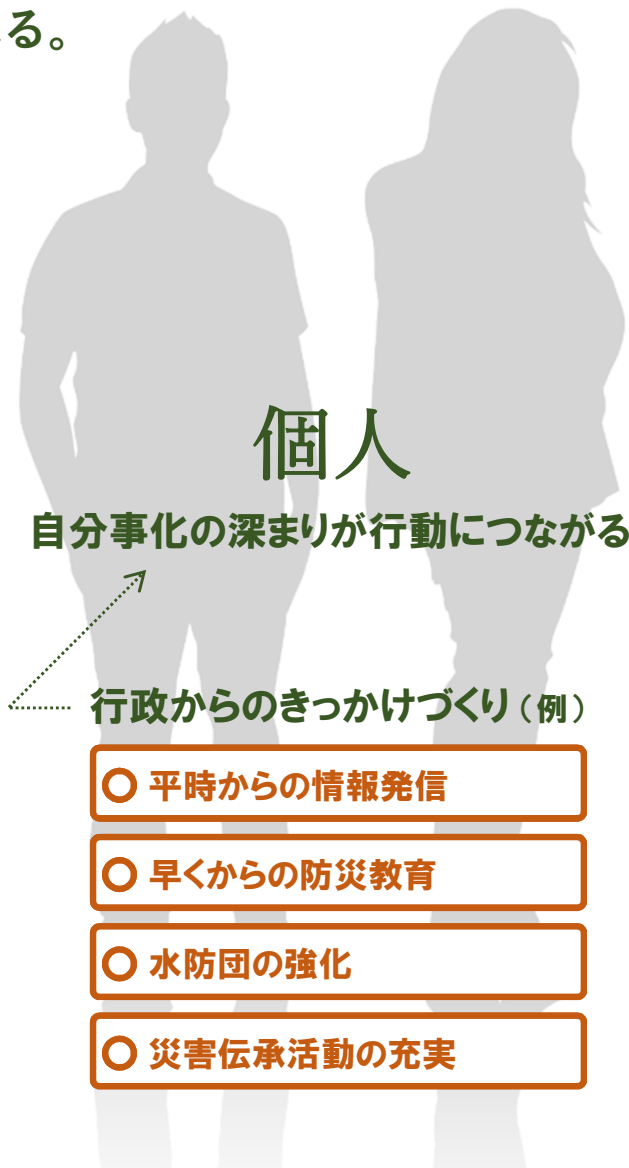 る。
個人
自分事化の深まりが行動につながる
行政からのきっかけづくり（例）
○ 平時からの情報発信
○ 早くからの防災教育
○ 水防団の強化
○ 災害伝承活動の充実